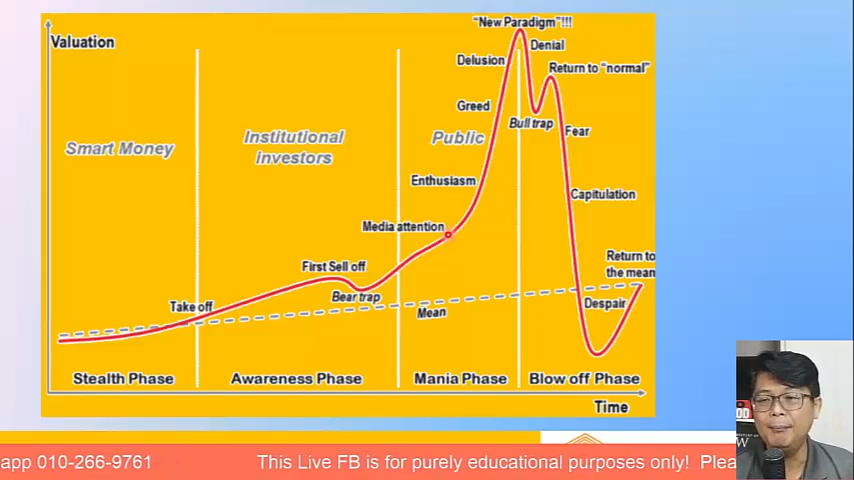 "New Paradigm"!!!
Valuation
Denial
Delusion
Return to "normal"
Greed
Bull trap
Fear
Smart Money
Institutional
investors
Public
Enthusiasm
Capitulation
Media attention
First Sell off
Return to
the mean
Bear trap
Take off
Mean
Despair
Stealth Phase
Awareness Phase
Mania Phase
Blow off Phase
Time
app 010-266-9761 This Live FB is for purely educational purposes only! Plea